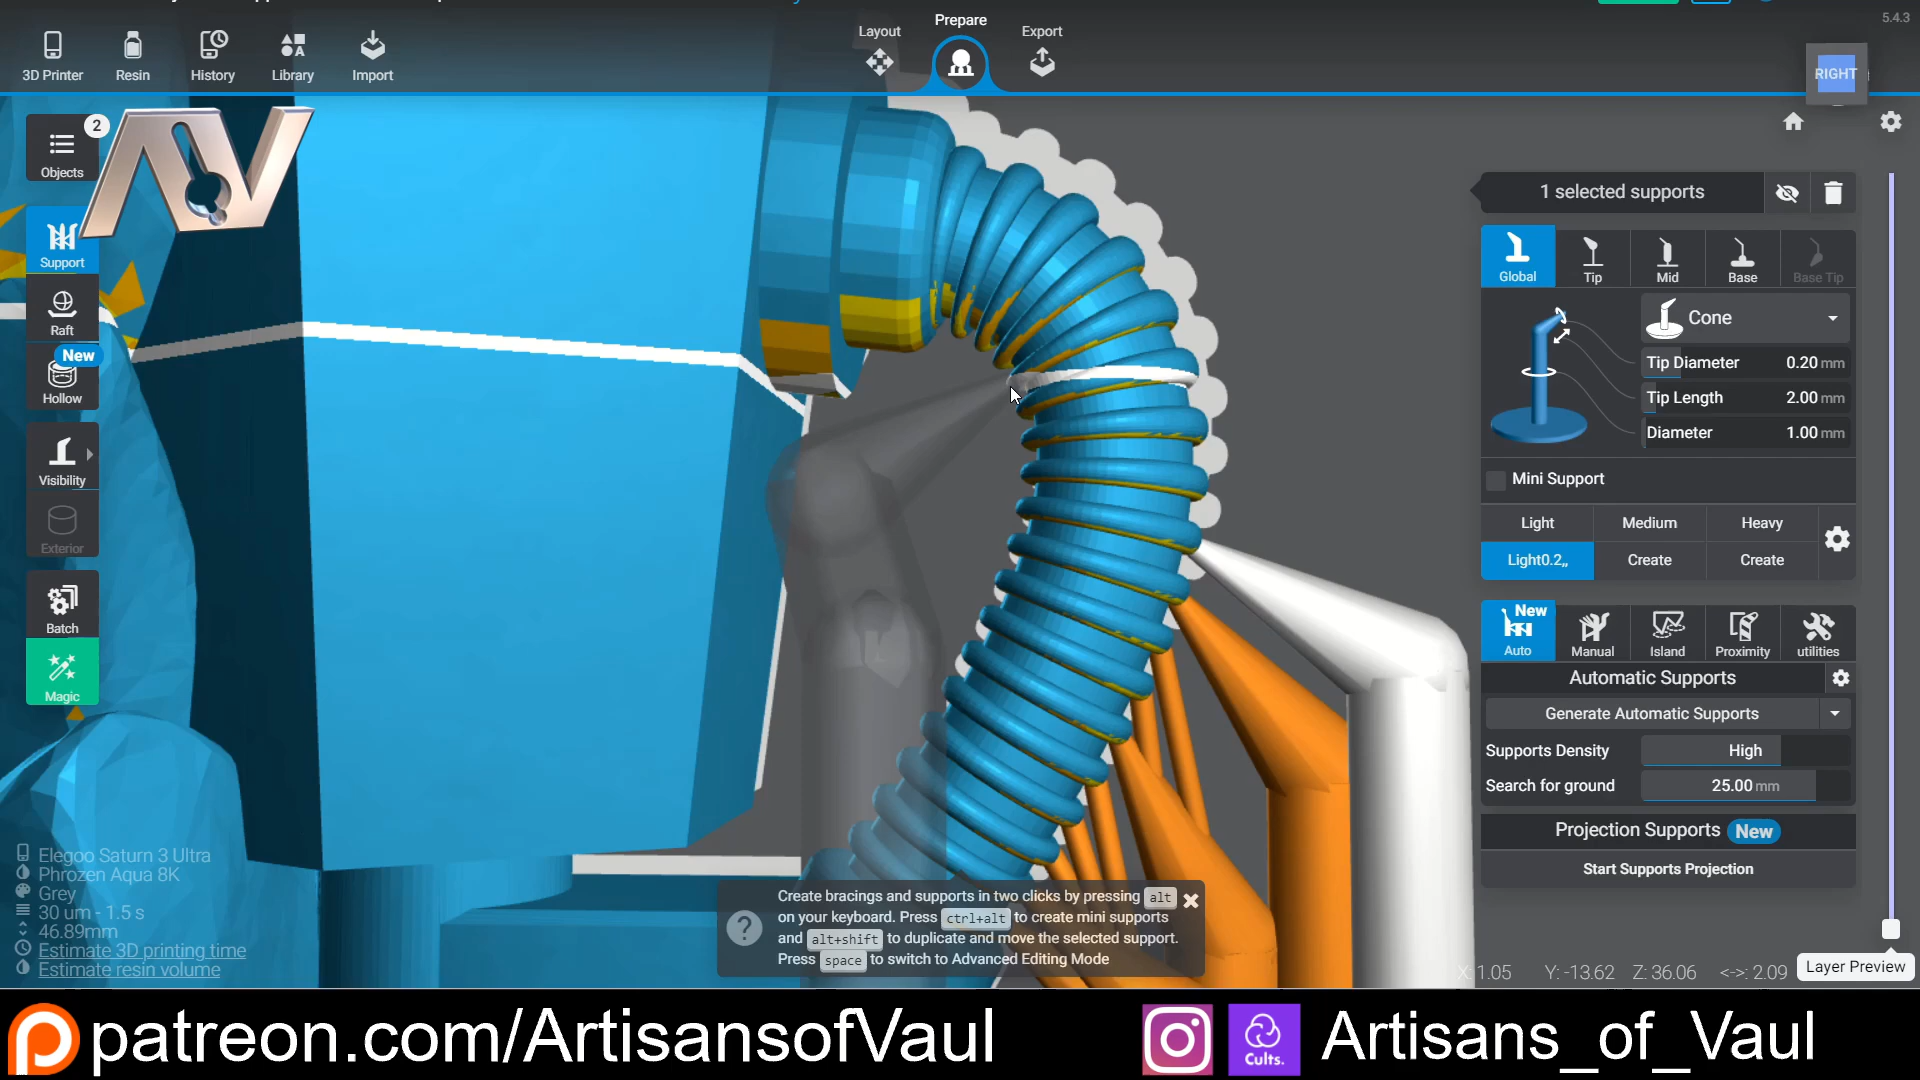 5.4.3
Layout
Prepare
Export
3D Printer
Resin
History
Library
Import
RIGHT
2
Objects
AV
Support
Raft
New
Hollow
Visibility
Exterior
Batch
Magic
1 selected supports
Global
Tip
Mid
Base
Base Tip
Cone
Tip Diameter 0.20 mm
Tip Length 2.00 mm
Diameter 1.00 mm
Mini Support
Light Medium Heavy
Light0.2,, Create Create
New
Auto
Manual
Island
Proximity
utilities
Automatic Supports
Generate Automatic Supports
Supports Density High
Search for ground 25.00 mm
Projection Supports New
Start Supports Projection
Elegoo Saturn 3 Ultra
Phrozen Aqua 8K
Grey
30 um - 1.5 s
46.89mm
Estimate 3D printing time
Estimate resin volume
Create bracings and supports in two clicks by pressing alt
on your keyboard. Press ctrl+alt to create mini supports
and alt+shift to duplicate and move the selected support.
Press space to switch to Advanced Editing Mode
X: 1.05 Y: -13.62 Z: 36.06 <->: 2.09
Layer Preview
patreon.com/ArtisansofVaul
Cults.
Artisans_of_Vaul